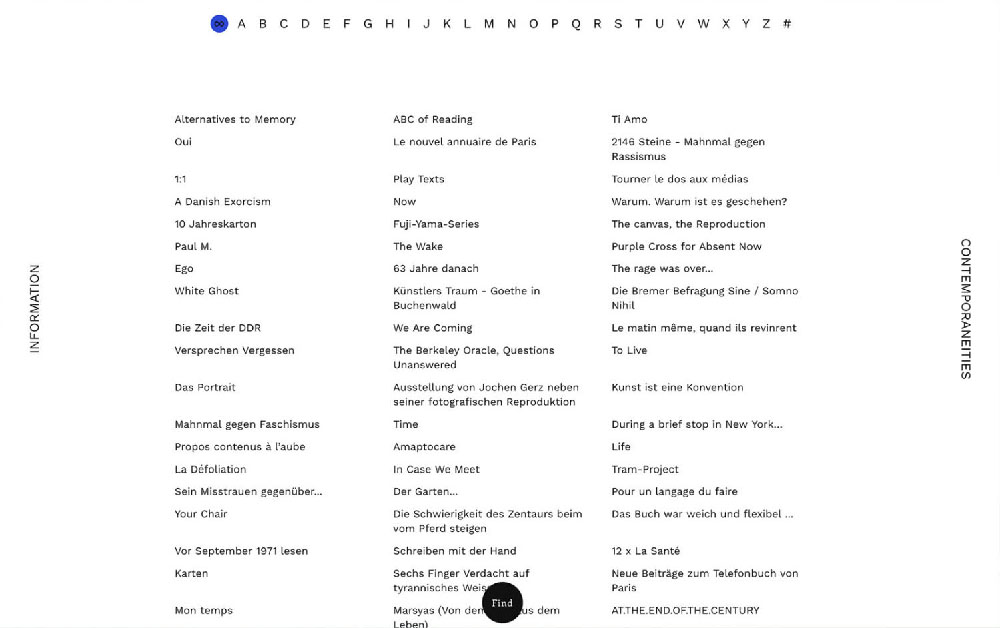 ∞ A B C D E F G H I J K L M N O P Q R S T U V W X Y Z #
Alternatives to Memory
ABC of Reading
Ti Amo
Oui
Le nouvel annuaire de Paris
2146 Steine - Mahnmal gegen
Rassismus
1:1
Play Texts
Tourner le dos aux médias
A Danish Exorcism
Now
Warum. Warum ist es geschehen?
10 Jahreskarton
Fuji-Yama-Series
The canvas, the Reproduction
Paul M.
The Wake
Purple Cross for Absent Now
Ego
63 Jahre danach
The rage was over...
White Ghost
Künstlers Traum - Goethe in
Buchenwald
Die Bremer Befragung Sine / Somno
Nihil
Die Zeit der DDR
We Are Coming
Le matin même, quand ils revinrent
Versprechen Vergessen
The Berkeley Oracle, Questions
Unanswered
To Live
Das Portrait
Ausstellung von Jochen Gerz neben
seiner fotografischen Reproduktion
Kunst ist eine Konvention
Mahnmal gegen Faschismus
Time
During a brief stop in New York...
Propos contenus à l'aube
Amaptocare
Life
La Défoliation
In Case We Meet
Tram-Project
Sein Misstrauen gegenüber...
Der Garten...
Pour un langage du faire
Your Chair
Die Schwierigkeit des Zentaurs beim
vom Pferd steigen
Das Buch war weich und flexibel ...
Vor September 1971 lesen
Schreiben mit der Hand
12 x La Santé
Karten
Sechs Finger Verdacht auf
tyrannisches
Neue Beiträge zum Telefonbuch von
Paris
Mon temps
Marsyas (Von dem
Leben)
AT.THE.END.OF.THE.CENTURY
Find
INFORMATION
CONTEMPORANEITIES